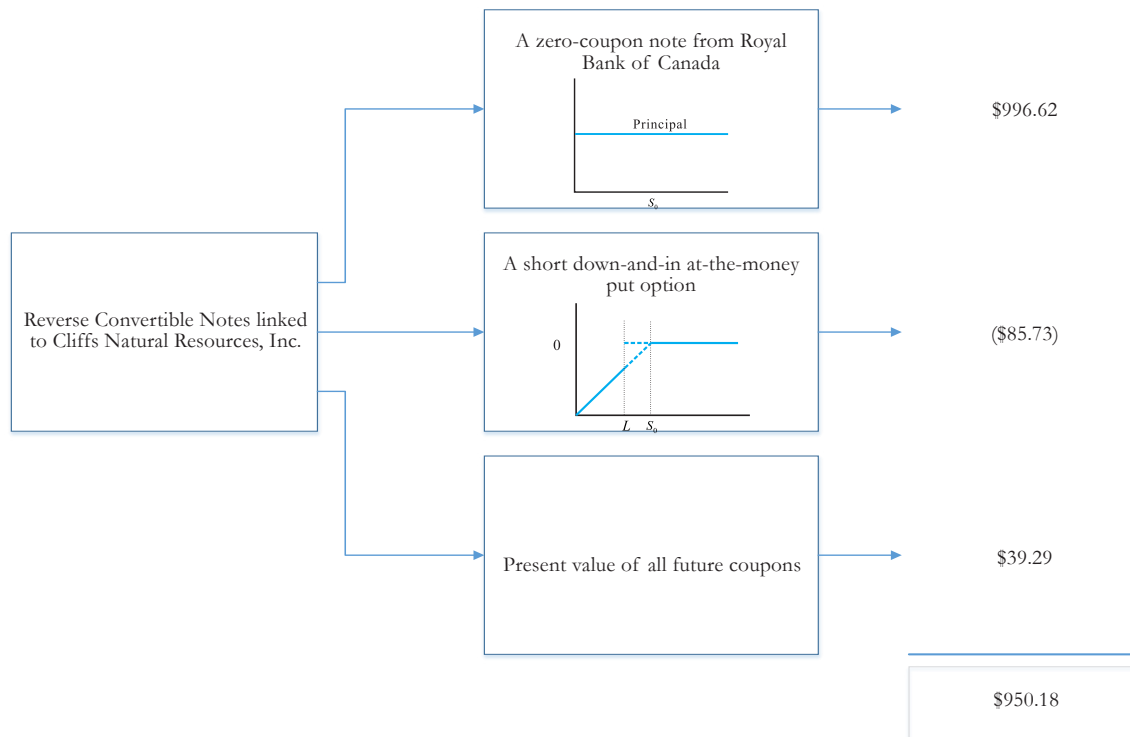 A zero-coupon note from Royal
Bank of Canada
Principal
S₀
$996.62
Reverse Convertible Notes linked
to Cliffs Natural Resources, Inc.
A short down-and-in at-the-money
put option
0
L S₀
($85.73)
Present value of all future coupons
$39.29
$950.18